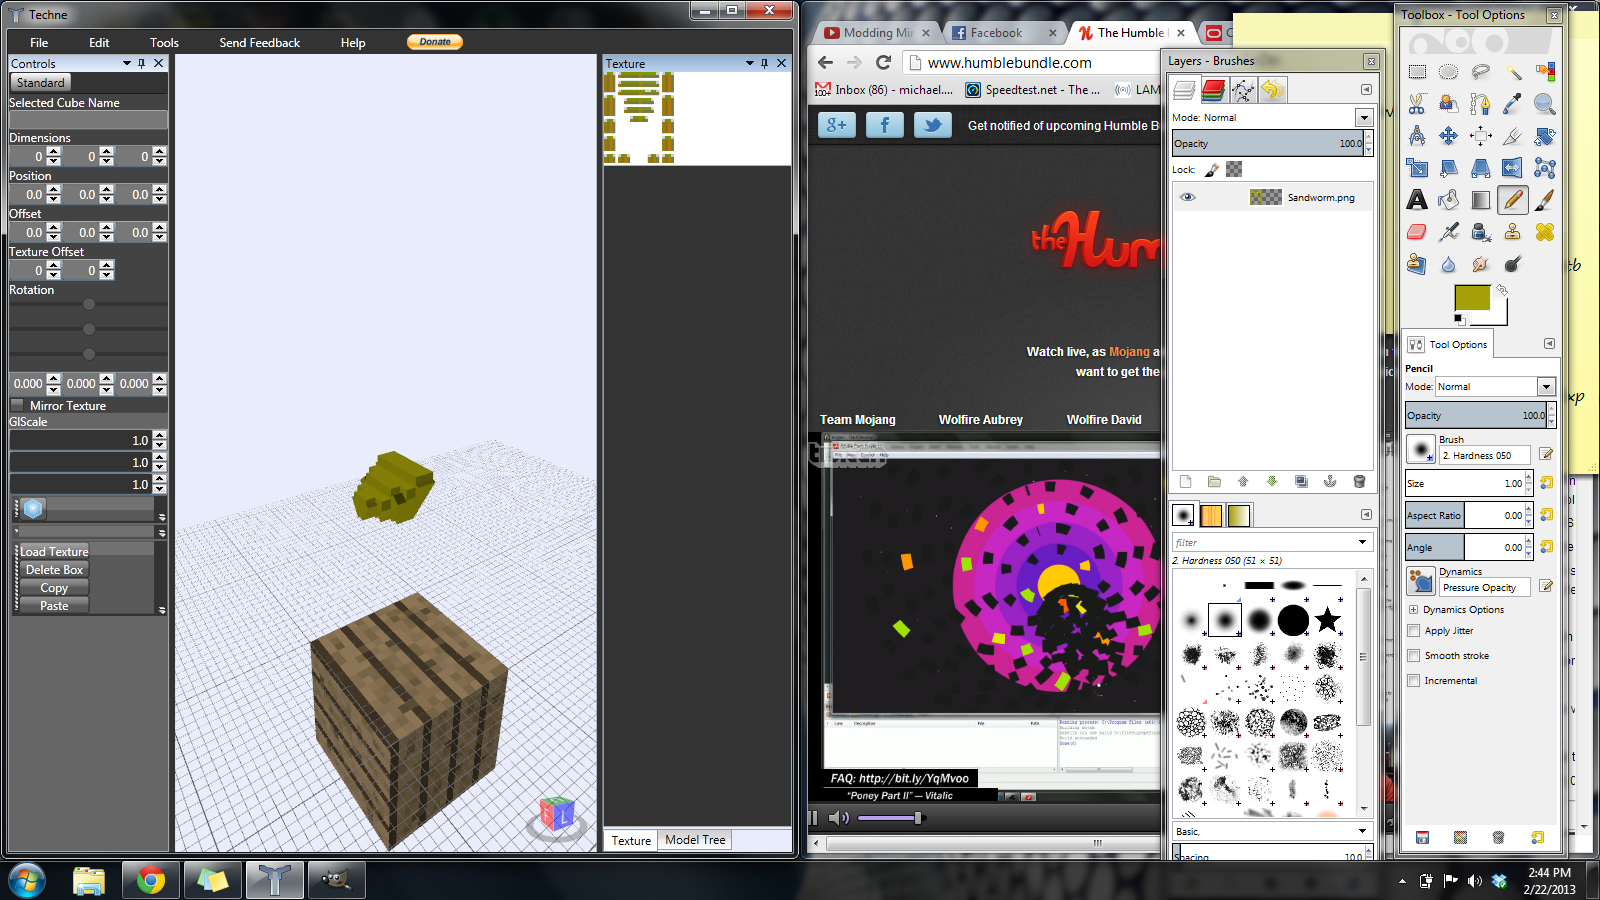 Techne
File Edit Tools Send Feedback Help Donate
Controls
Standard
Selected Cube Name
Dimensions
0 0 0
Position
0.0 0.0 0.0
Offset
0.0 0.0 0.0
Texture Offset
0 0
Rotation
0.000 0.000 0.000
Mirror Texture
GlScale
1.0
1.0
1.0
Load Texture
Delete Box
Copy
Paste
Texture
Texture Model Tree
F L
Modding Mi
Facebook
The Humble
www.humblebundle.com
Inbox (86) - michael....
Speedtest.net - The ...
LAM
Get notified of upcoming Humble B
the Hum
Watch live, as Mojang a
want to get the
Team Mojang Wolfire Aubrey Wolfire David
FAQ: http://bit.ly/YqMvoo
"Poney Part II" — Vitalic
Layers - Brushes
Mode: Normal
Opacity 100.0
Lock:
Sandworm.png
filter
2. Hardness 050 (51 × 51)
Basic,
Spacing 10.0
Toolbox - Tool Options
Tool Options
Pencil
Mode: Normal
Opacity 100.0
Brush
2. Hardness 050
Size 1.00
Aspect Ratio 0.00
Angle 0.00
Dynamics
Pressure Opacity
Dynamics Options
Apply Jitter
Smooth stroke
Incremental
tb
xp
2:44 PM
2/22/2013